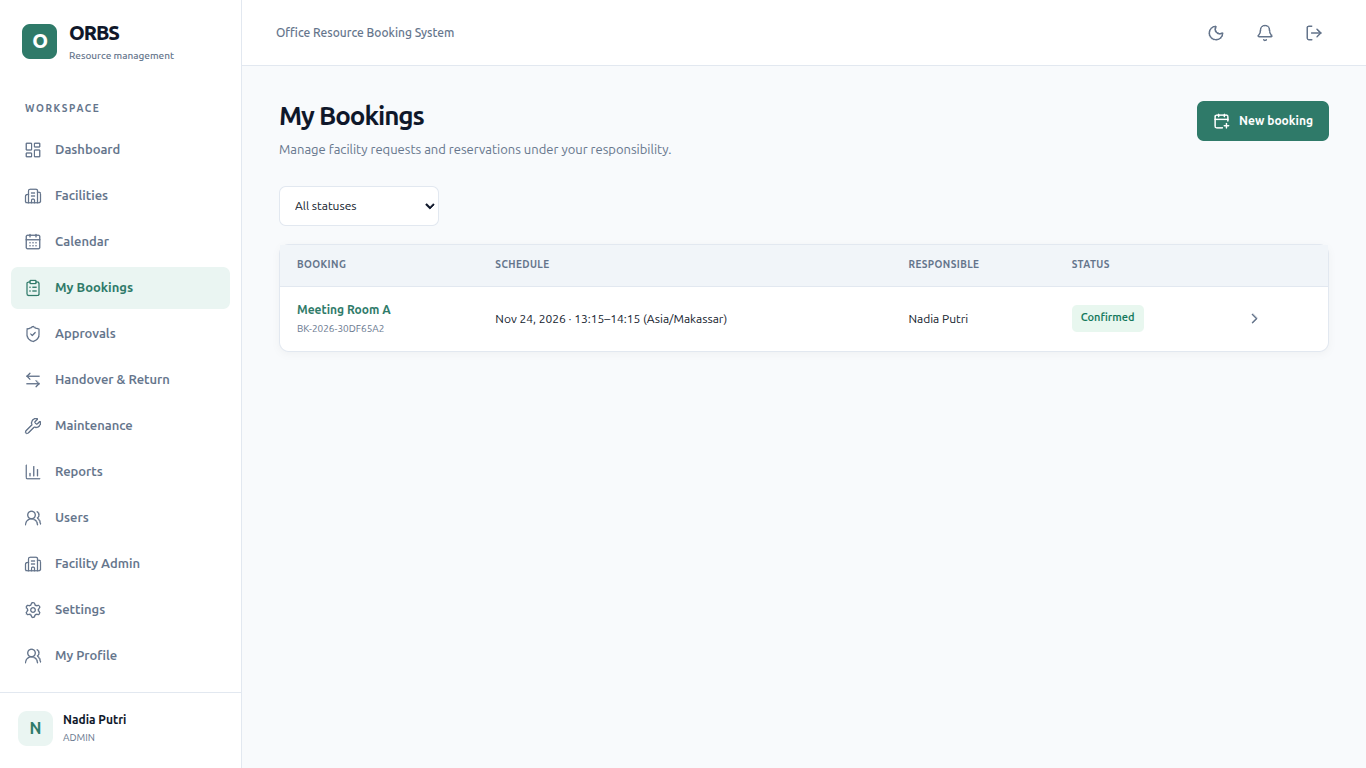 O
ORBS
Resource management
WORKSPACE
Dashboard
Facilities
Calendar
My Bookings
Approvals
Handover & Return
Maintenance
Reports
Users
Facility Admin
Settings
My Profile
N
Nadia Putri
ADMIN
Office Resource Booking System
My Bookings
Manage facility requests and reservations under your responsibility.
New booking
All statuses
BOOKING SCHEDULE RESPONSIBLE STATUS
Meeting Room A
BK-2026-30DF65A2
Nov 24, 2026 · 13:15–14:15 (Asia/Makassar)
Nadia Putri
Confirmed